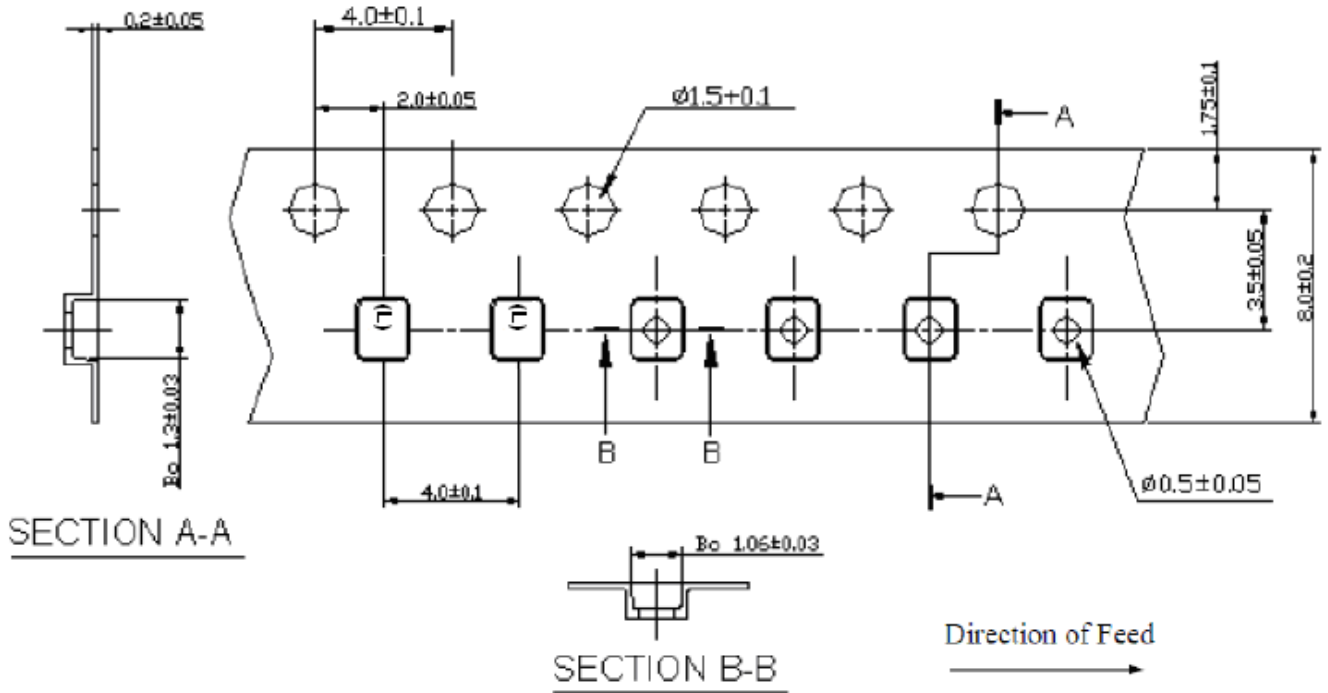 0.2±0.05
4.0±0.1
2.0±0.05
Ø1.5+0.1
A
1.75±0.1
3.5±0.05
8.0±0.2
(L)
(L)
Bo 1.3±0.03
B
B
4.0±0.1
A
Ø0.5±0.05
SECTION A-A
Bo 1.06±0.03
SECTION B-B
Direction of Feed